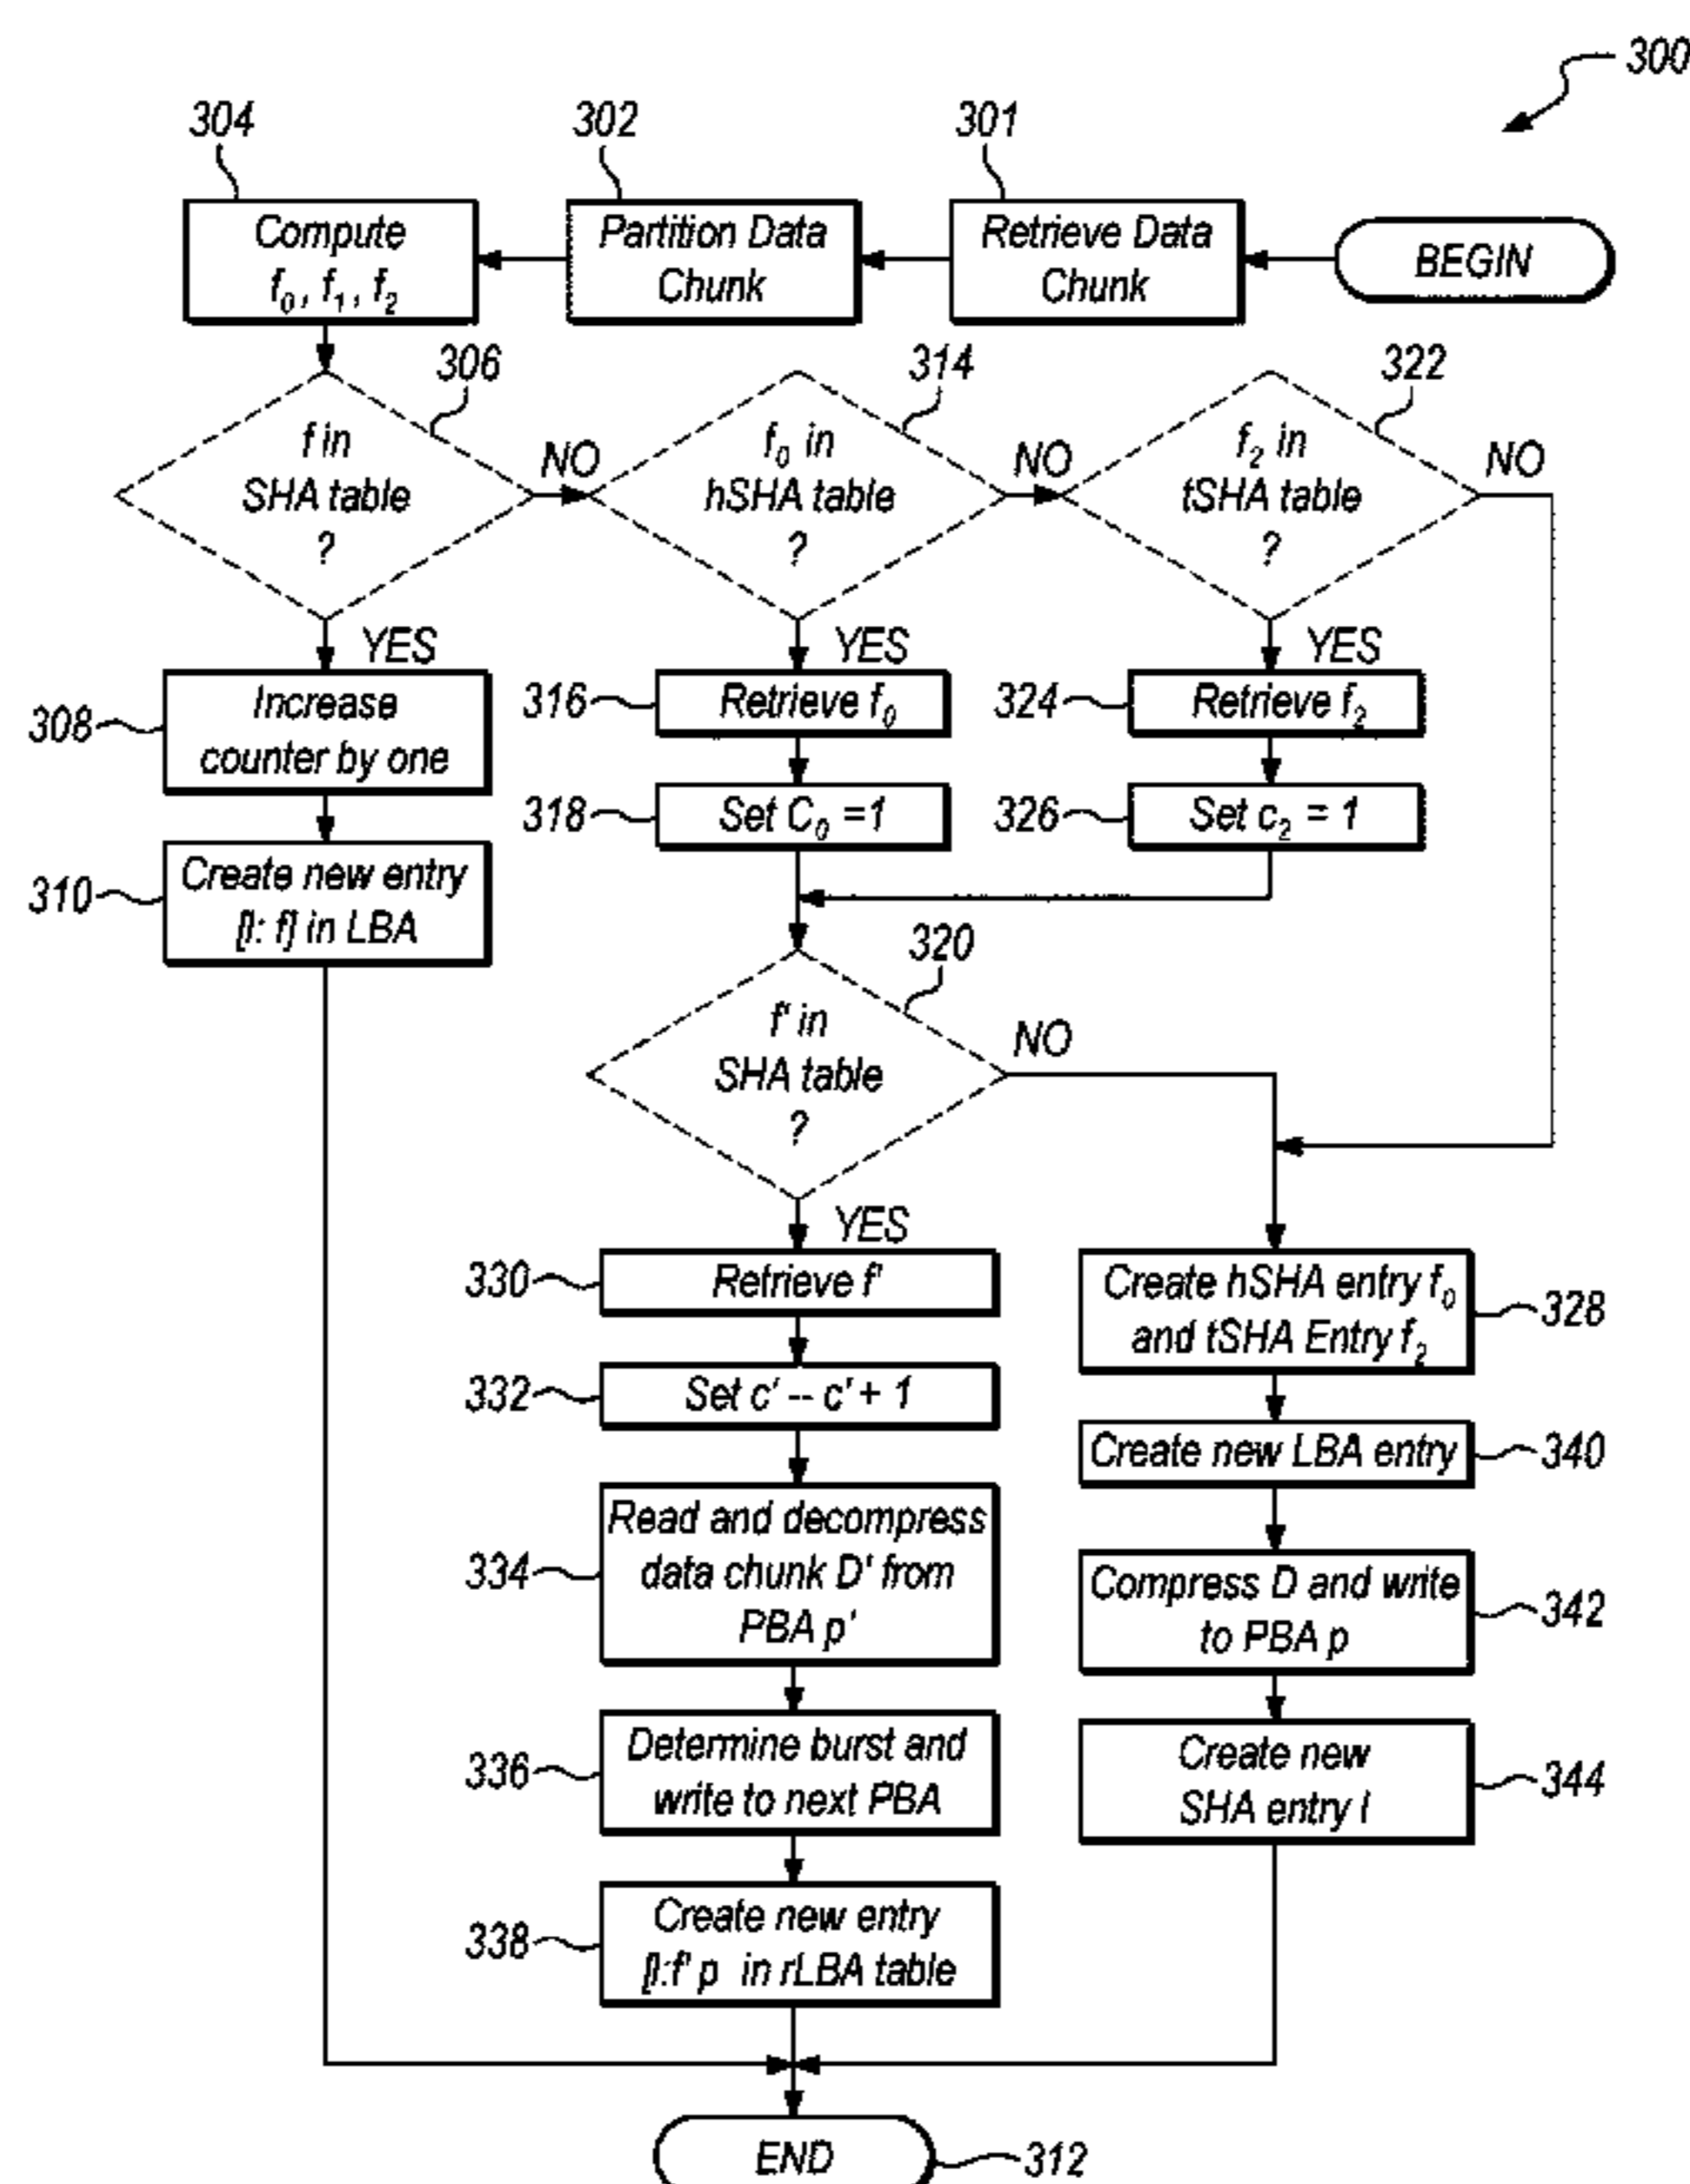 300
304
302
301
Compute
f₀, f₁, f₂
Partition Data
Chunk
Retrieve Data
Chunk
BEGIN
306
314
322
f in
SHA table
?
NO
f₀ in
hSHA table
?
NO
f₂ in
tSHA table
?
NO
YES
YES
YES
308
Increase
counter by one
316
Retrieve f₀
324
Retrieve f₂
318
Set C₀ =1
326
Set c₂ = 1
310
Create new entry
[l: f] in LBA
320
f' in
SHA table
?
NO
YES
330
Retrieve f'
Create hSHA entry f₀
and tSHA Entry f₂
328
332
Set c' -- c' + 1
Create new LBA entry
340
334
Read and decompress
data chunk D' from
PBA p'
Compress D and write
to PBA p
342
336
Determine burst and
write to next PBA
Create new
SHA entry l
344
338
Create new entry
[l:f' p in rLBA table
END
312